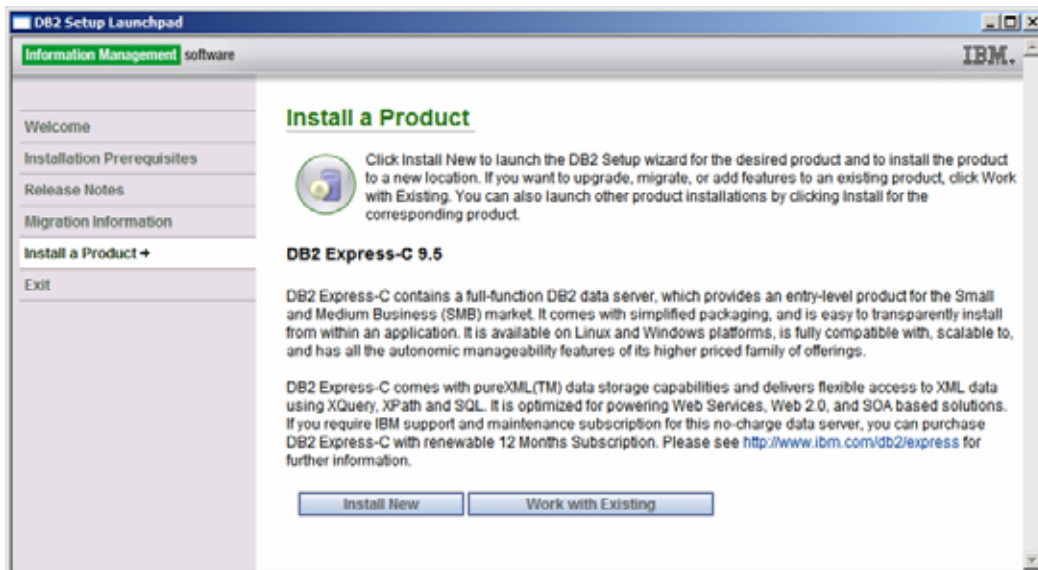 DB2 Setup Launchpad
Information Management software
IBM.
Welcome
Installation Prerequisites
Release Notes
Migration Information
Install a Product
Exit
Install a Product
Click Install New to launch the DB2 Setup wizard for the desired product and to install the product
to a new location. If you want to upgrade, migrate, or add features to an existing product, click Work
with Existing. You can also launch other product installations by clicking Install for the
corresponding product.
DB2 Express-C 9.5
DB2 Express-C contains a full-function DB2 data server, which provides an entry-level product for the Small
and Medium Business (SMB) market. It comes with simplified packaging, and is easy to transparently install
from within an application. It is available on Linux and Windows platforms, is fully compatible with, scalable to,
and has all the autonomic manageability features of its higher priced family of offerings.
DB2 Express-C comes with pureXML(TM) data storage capabilities and delivers flexible access to XML data
using XQuery, XPath and SQL. It is optimized for powering Web Services, Web 2.0, and SOA based solutions.
If you require IBM support and maintenance subscription for this no-charge data server, you can purchase
DB2 Express-C with renewable 12 Months Subscription. Please see http://www.ibm.com/db2/express for
further information.
Install New
Work with Existing